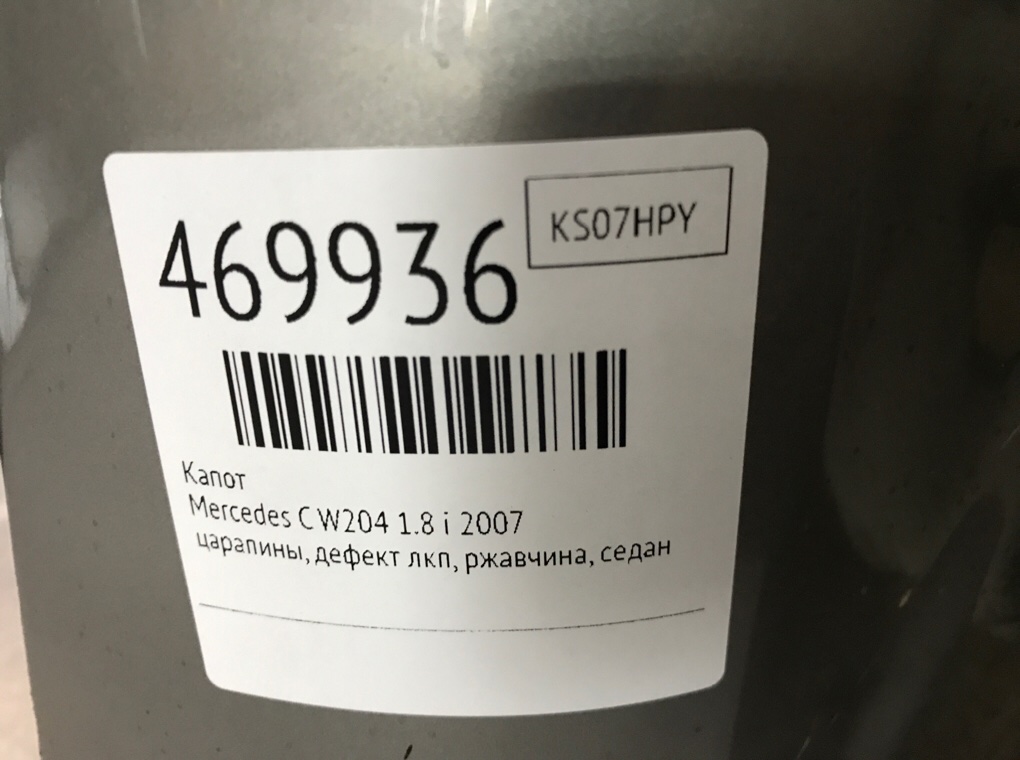 469936
KS07HPY
Капот
Mercedes C W204 1.8 i 2007
царапины, дефект лкп, ржавчина, седан